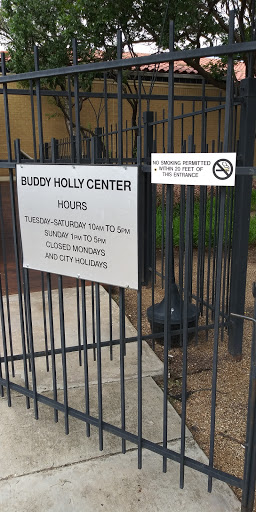 BUDDY HOLLY CENTER
HOURS
TUESDAY-SATURDAY 10AM TO 5PM
SUNDAY 1PM TO 5PM
CLOSED MONDAYS
AND CITY HOLIDAYS
NO SMOKING PERMITTED
WITHIN 20 FEET OF
THIS ENTRANCE